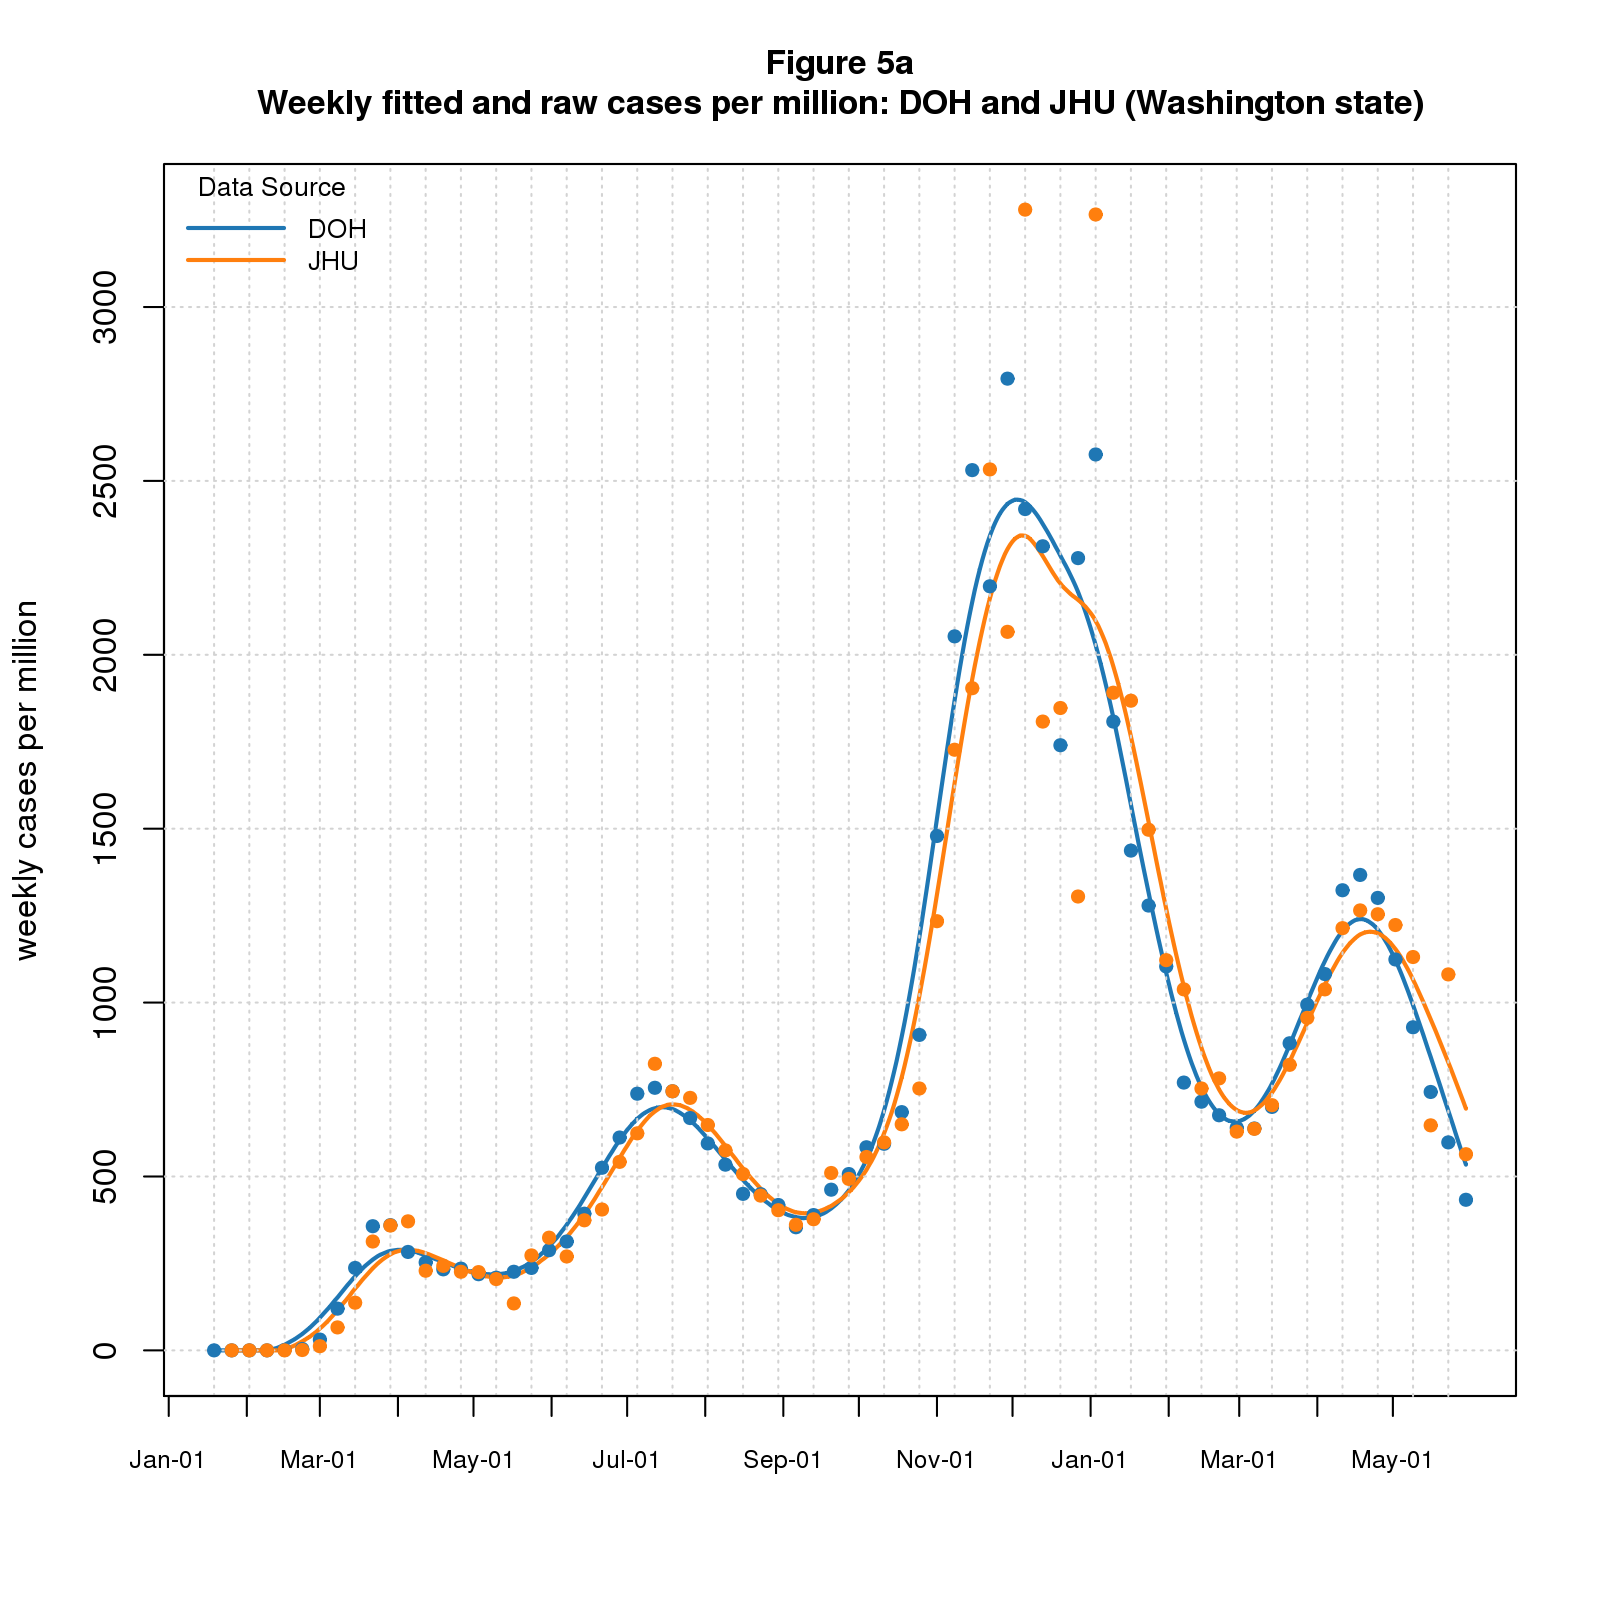 Figure 5a
Weekly fitted and raw cases per million: DOH and JHU (Washington state)
Data Source
DOH
JHU
weekly cases per million
3000
2500
2000
1500
1000
500
0
Jan-01 Mar-01 May-01 Jul-01 Sep-01 Nov-01 Jan-01 Mar-01 May-01